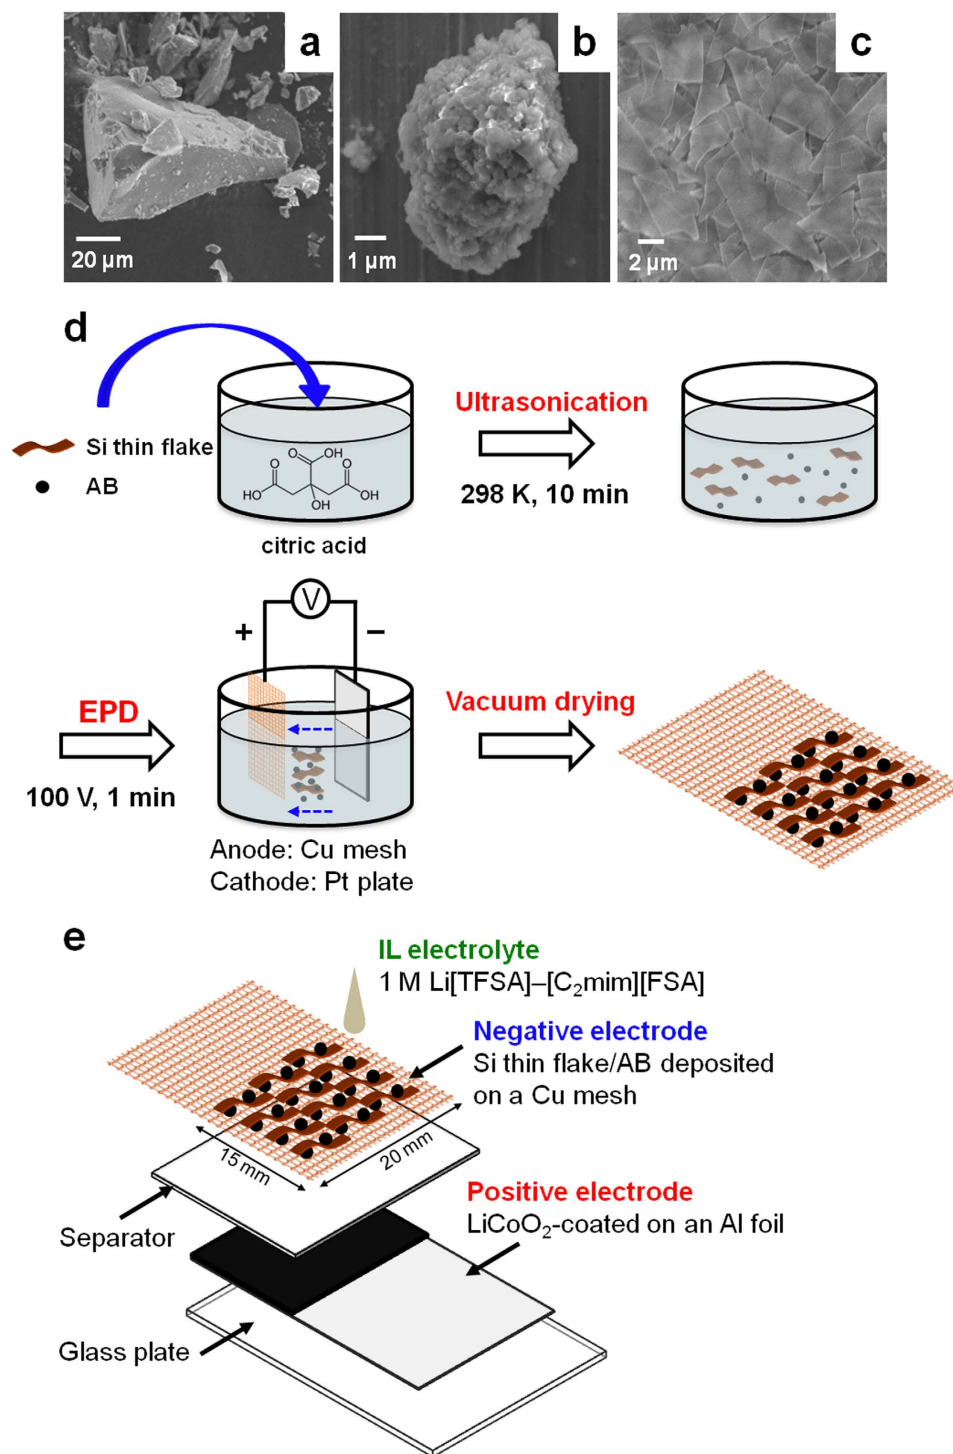 a
b
c
20 µm
1 µm
2 µm
d
Ultrasonication
Si thin flake
AB
O
OH
O
O
HO
OH
OH
298 K, 10 min
citric acid
V
+
−
EPD
Vacuum drying
100 V, 1 min
Anode: Cu mesh
Cathode: Pt plate
e
IL electrolyte
1 M Li[TFSA]–[C₂mim][FSA]
Negative electrode
Si thin flake/AB deposited
on a Cu mesh
15 mm
20 mm
Positive electrode
LiCoO₂-coated on an Al foil
Separator
Glass plate